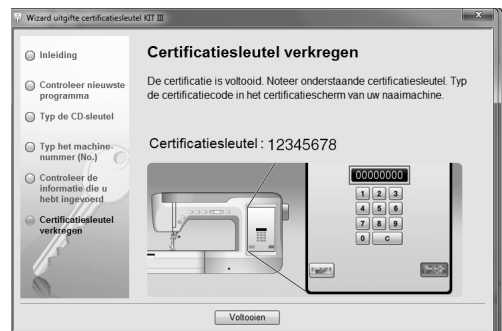 Wizard uitgifte certificatiesleutel KIT III
Inleiding
Controleer nieuwste
programma
Typ de CD-sleutel
Typ het machine-
nummer (No.)
Controleer de
informatie die u
hebt ingevoerd
Certificatiesleutel
verkregen
Certificatiesleutel verkregen
De certificatie is voltooid. Noteer onderstaande certificatiesleutel. Typ
de certificatiecode in het certificatiescherm van uw naaimachine.
Certificatiesleutel : 12345678
00000000
1 2 3
4 5 6
7 8 9
0 C
Voltooien